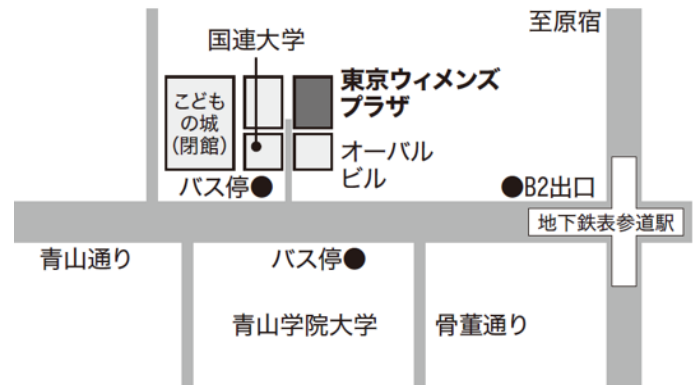 至原宿
国連大学
東京ウィメンズ
プラザ
こども
の城
(閉館)
オーバル
ビル
バス停●
●B2出口
地下鉄表参道駅
青山通り
バス停●
青山学院大学
骨董通り